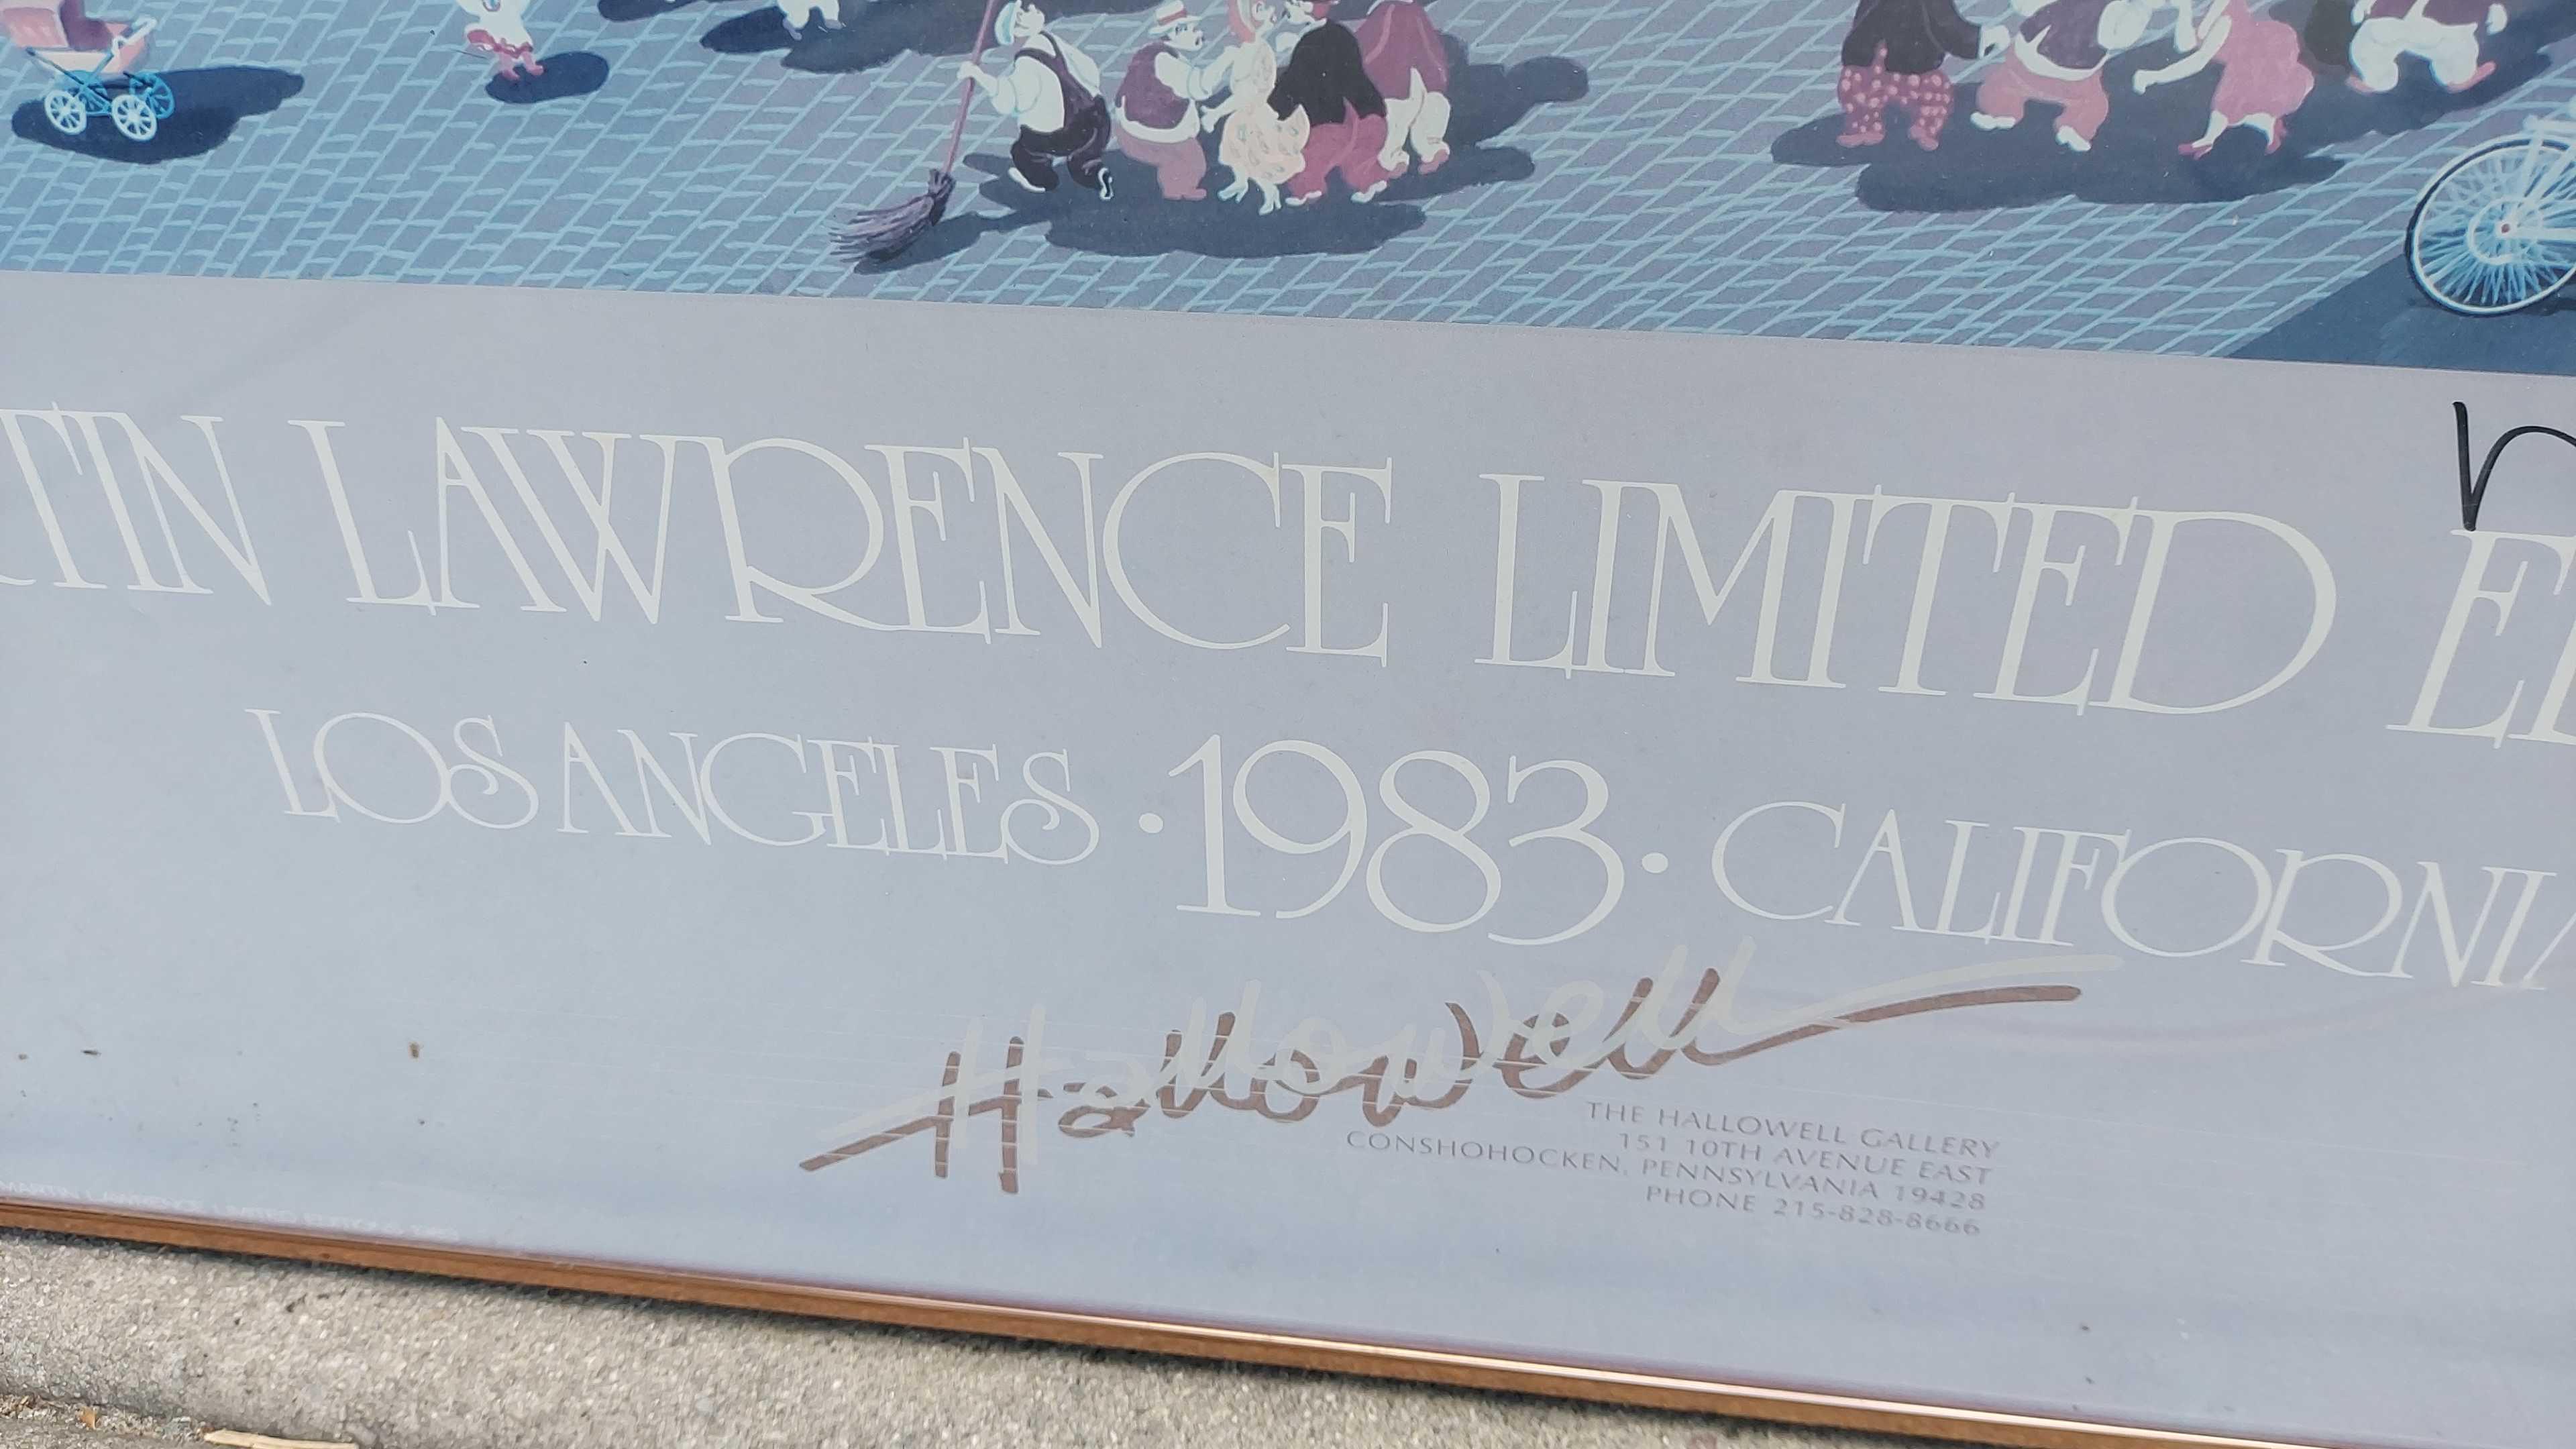 TIN LAWRENCE LIMITED E
LOS ANGELES · 1983 · CALIFORNIA
Hallowell
THE HALLOWELL GALLERY
151 10TH AVENUE EAST
CONSHOHOCKEN, PENNSYLVANIA 19428
PHONE 215-828-8666